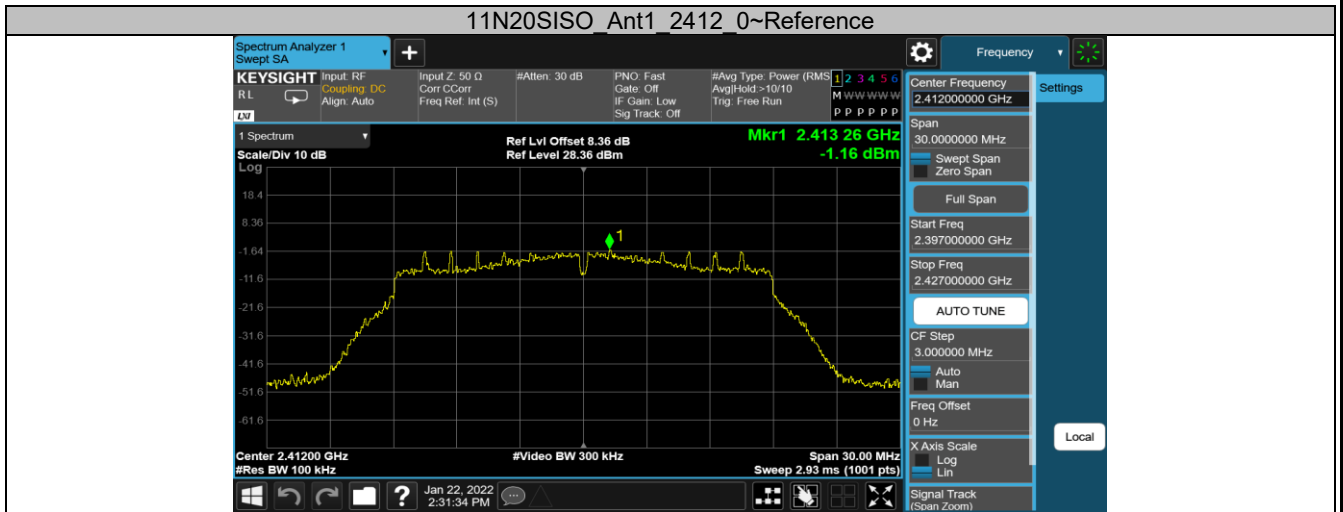 11N20SISO_Ant1_2412_0~Reference
Spectrum Analyzer 1
Swept SA
Frequency
KEYSIGHT
RL
LXI
Input: RF
Coupling: DC
Align: Auto
Input Z: 50 Ω
Corr CCorr
Freq Ref: Int (S)
#Atten: 30 dB
PNO: Fast
Gate: Off
IF Gain: Low
Sig Track: Off
#Avg Type: Power (RMS
Avg|Hold:>10/10
Trig: Free Run
1 2 3 4 5 6
M W W W W W
P P P P P P
1 Spectrum
Scale/Div 10 dB
Log
Ref Lvl Offset 8.36 dB
Ref Level 28.36 dBm
Mkr1 2.413 26 GHz
-1.16 dBm
18.4
8.36
-1.64
-11.6
-21.6
-31.6
-41.6
-51.6
-61.6
1
Center 2.41200 GHz
#Res BW 100 kHz
#Video BW 300 kHz
Span 30.00 MHz
Sweep 2.93 ms (1001 pts)
Center Frequency
2.412000000 GHz
Settings
Span
30.0000000 MHz
Swept Span
Zero Span
Full Span
Start Freq
2.397000000 GHz
Stop Freq
2.427000000 GHz
AUTO TUNE
CF Step
3.000000 MHz
Auto
Man
Freq Offset
0 Hz
X Axis Scale
Log
Lin
Local
Signal Track
(Span Zoom)
?
Jan 22, 2022
2:31:34 PM